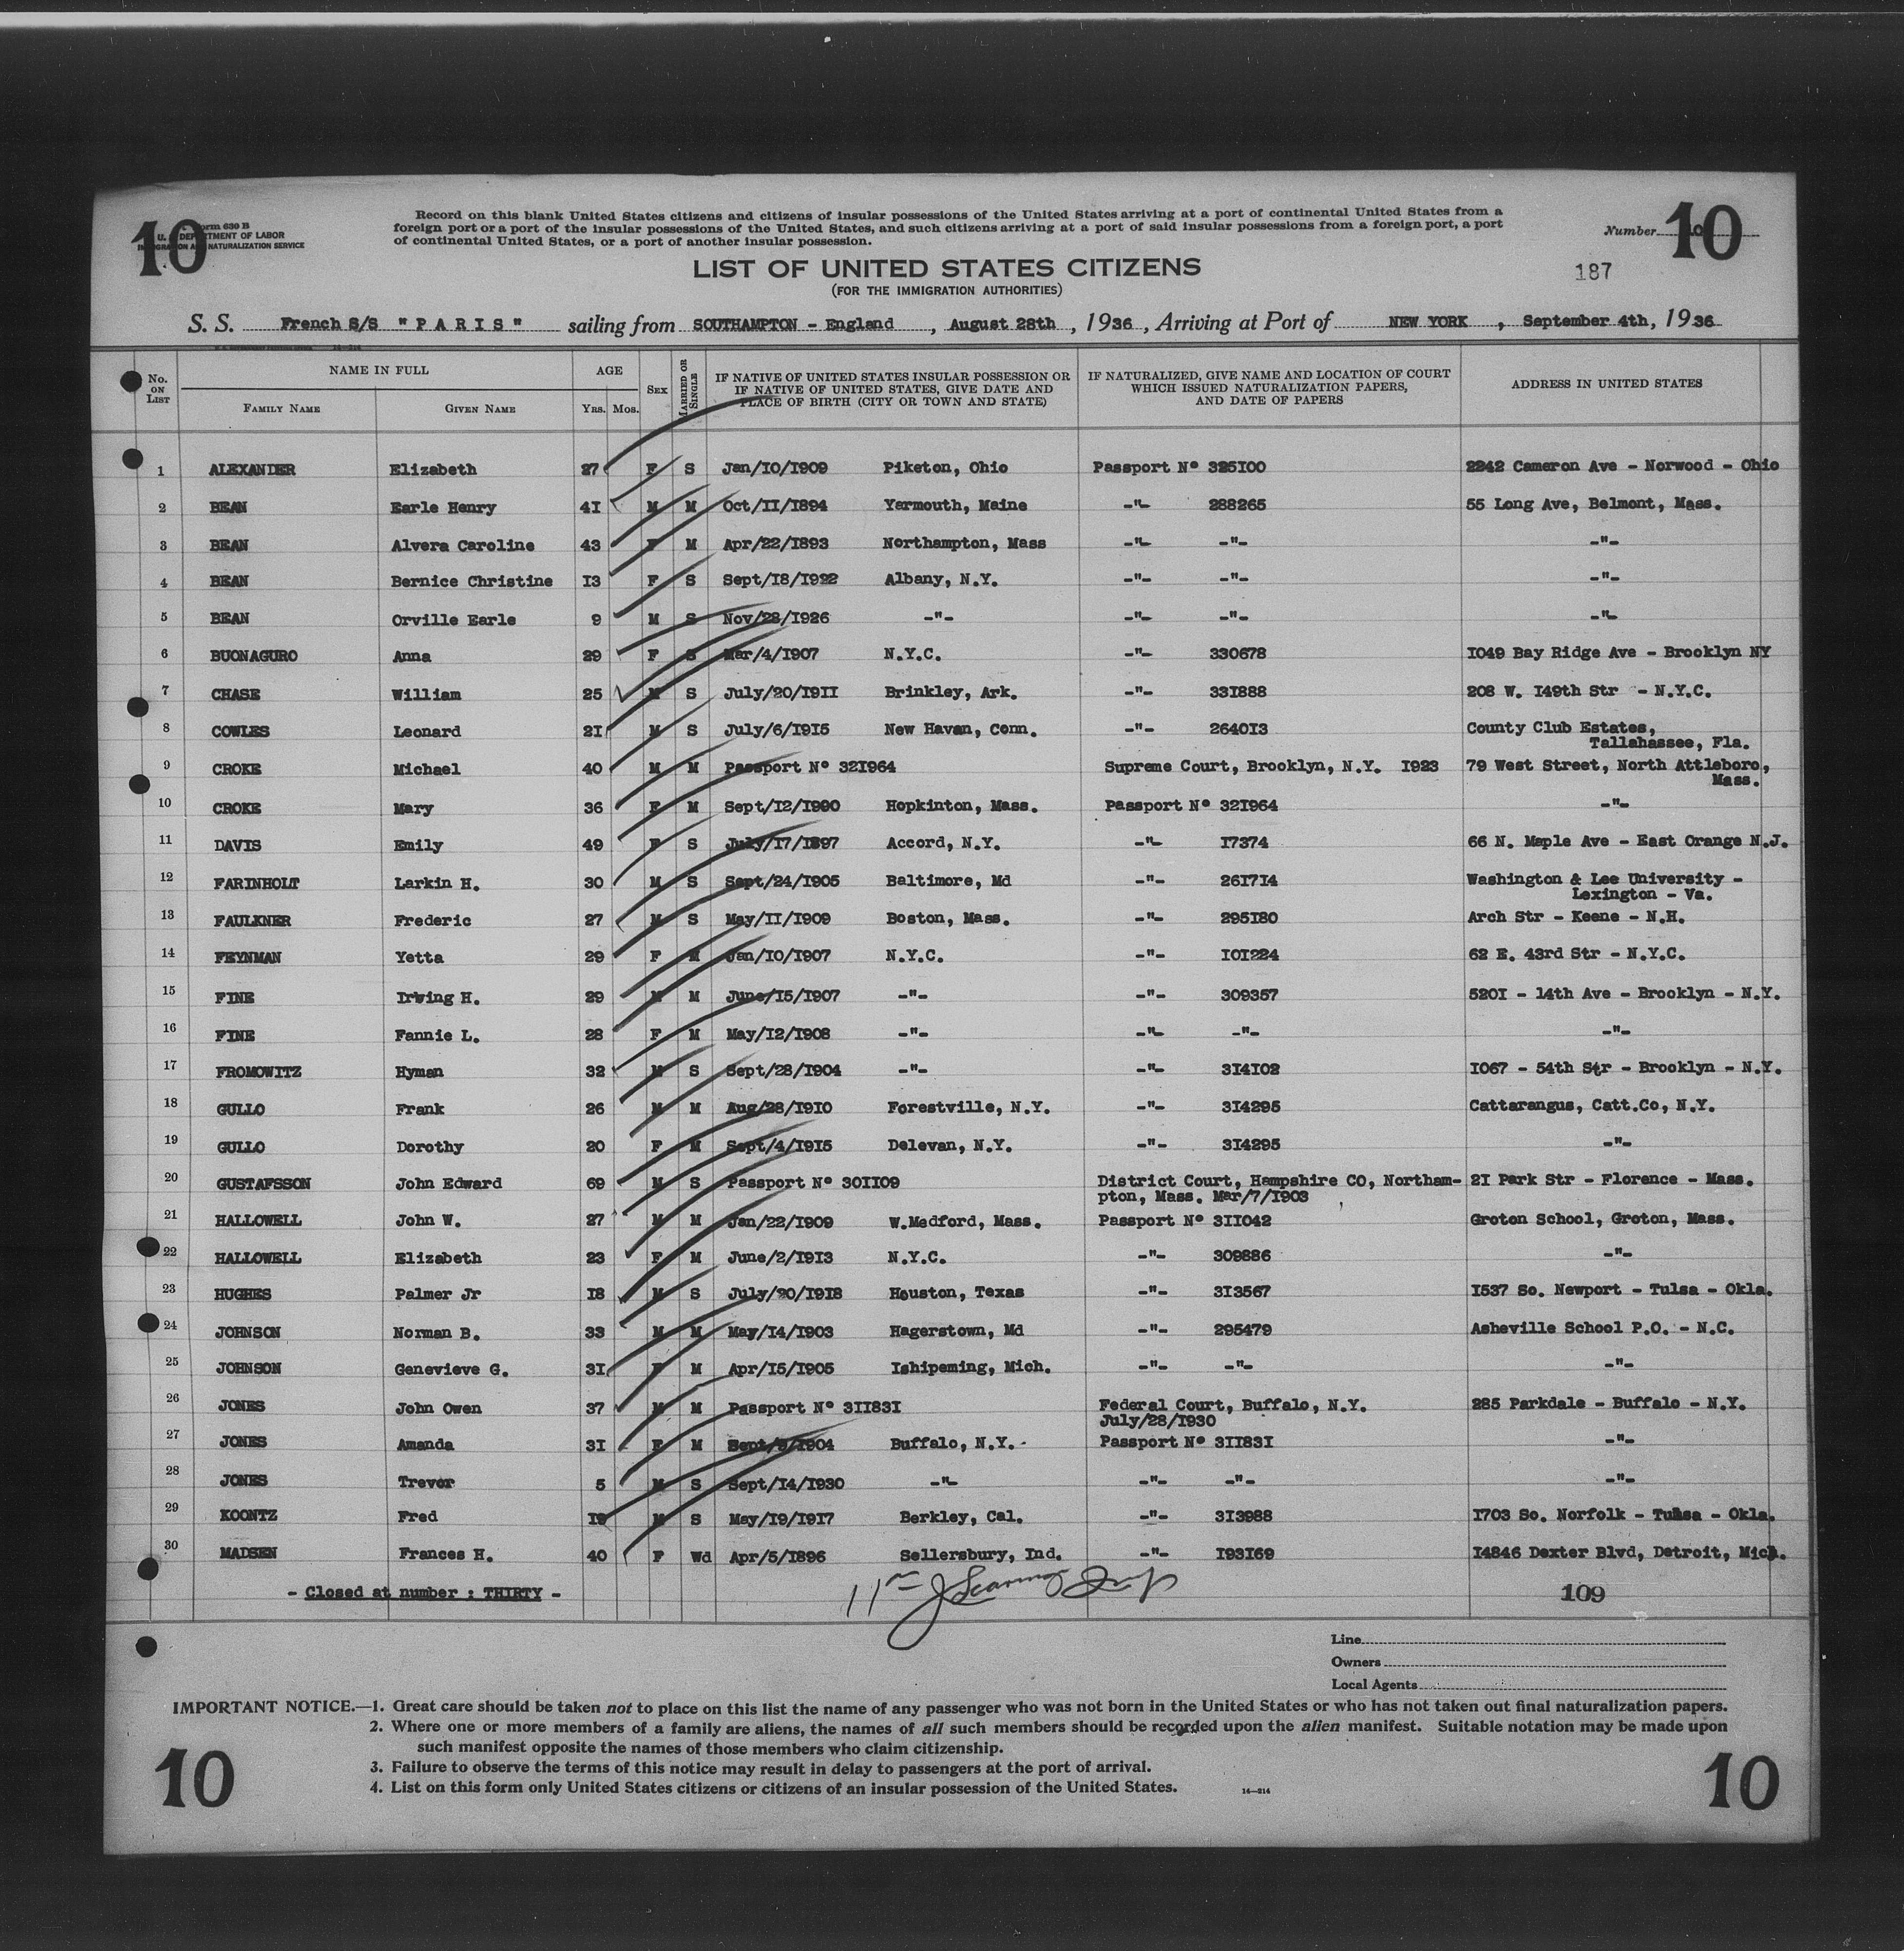 10
Form 630 B
U. S. DEPARTMENT OF LABOR
IMMIGRATION AND NATURALIZATION SERVICE
Record on this blank United States citizens and citizens of insular possessions of the United States arriving at a port of continental United States from a
foreign port or a port of the insular possessions of the United States, and such citizens arriving at a port of said insular possessions from a foreign port, a port
of continental United States, or a port of another insular possession.
Number 10
10
LIST OF UNITED STATES CITIZENS
(FOR THE IMMIGRATION AUTHORITIES)
187
S. S. French S/S "PARIS" sailing from SOUTHAMPTON - England, August 28th, 1936, Arriving at Port of NEW YORK, September 4th, 1936
No. ON LIST NAME IN FULL FAMILY NAME GIVEN NAME AGE YRS. MOS. SEX MARRIED OR SINGLE IF NATIVE OF UNITED STATES INSULAR POSSESSION OR IF NATIVE OF UNITED STATES, GIVE DATE AND PLACE OF BIRTH (CITY OR TOWN AND STATE) IF NATURALIZED, GIVE NAME AND LOCATION OF COURT WHICH ISSUED NATURALIZATION PAPERS, AND DATE OF PAPERS ADDRESS IN UNITED STATES
1 ALEXANDER Elizabeth 27 F S Jan/10/1909 Piketon, Ohio Passport N° 325100 2242 Cameron Ave - Norwood - Ohio
2 BEAN Earle Henry 41 M M Oct/11/1894 Yarmouth, Maine -"- 288265 55 Long Ave, Belmont, Mass.
3 BEAN Alvera Caroline 43 F M Apr/22/1893 Northampton, Mass -"- -"- -"-
4 BEAN Bernice Christine 13 F S Sept/18/1922 Albany, N.Y. -"- -"- -"-
5 BEAN Orville Earle 9 M S Nov/28/1926 -"- -"- -"- -"-
6 BUONAGURO Anna 29 F S Mar/4/1907 N.Y.C. -"- 330678 1049 Bay Ridge Ave - Brooklyn NY
7 CHASE William 25 M S July/20/1911 Brinkley, Ark. -"- 331888 208 W. 149th Str - N.Y.C.
8 COWLES Leonard 21 M S July/6/1915 New Havan, Conn. -"- 264013 County Club Estates,
Tallahassee, Fla.
9 CROKE Michael 40 M M Passport N° 321964 Supreme Court, Brooklyn, N.Y. 1923 79 West Street, North Attleboro,
Mass.
10 CROKE Mary 36 F M Sept/12/1900 Hopkinton, Mass. Passport N° 321964 -"-
11 DAVIS Emily 49 F S July/17/1897 Accord, N.Y. -"- 17374 66 N. Maple Ave - East Orange N.J.
12 FARINHOLT Larkin H. 30 M S Sept/24/1905 Baltimore, Md -"- 261714 Washington & Lee University -
Lexington - Va.
13 FAULKNER Frederic 27 M S May/11/1909 Boston, Mass. -"- 295180 Arch Str - Keene - N.H.
14 FEYNMAN Yetta 29 F M Jan/10/1907 N.Y.C. -"- 101224 62 E. 43rd Str - N.Y.C.
15 FINE Irwing H. 29 M M June/15/1907 -"- -"- 309357 5201 - 14th Ave - Brooklyn - N.Y.
16 FINE Fannie L. 28 F M May/12/1908 -"- -"- -"- -"-
17 FROMOWITZ Hyman 32 M S Sept/28/1904 -"- -"- 314102 1067 - 54th Str - Brooklyn - N.Y.
18 GULLO Frank 26 M M Aug/28/1910 Forestville, N.Y. -"- 314295 Cattarangus, Catt.Co, N.Y.
19 GULLO Dorothy 20 F M Sept/4/1915 Delevan, N.Y. -"- 314295 -"-
20 GUSTAFSSON John Edward 69 M S Passport N° 301109 District Court, Hampshire CO, Northam- 21 Park Str - Florence - Mass.
pton, Mass. Mar/7/1903
21 HALLOWELL John W. 27 M M Jan/22/1909 W.Medford, Mass. Passport N° 311042 Groton School, Groton, Mass.
22 HALLOWELL Elizabeth 23 F M June/2/1913 N.Y.C. -"- 309886 -"-
23 HUGHES Palmer Jr 18 M S July/20/1918 Houston, Texas -"- 313567 1537 So. Newport - Tulsa - Okla.
24 JOHNSON Norman B. 33 M M May/14/1903 Hagerstown, Md -"- 295479 Asheville School P.O. - N.C.
25 JOHNSON Genevieve G. 31 F M Apr/15/1905 Ishipeming, Mich. -"- -"- -"-
26 JONES John Owen 37 M M Passport N° 311831 Federal Court, Buffalo, N.Y. 285 Parkdale - Buffalo - N.Y.
July/28/1930
27 JONES Amanda 31 F M Sept/9/1904 Buffalo, N.Y. Passport N° 311831 -"-
28 JONES Trevor 5 M S Sept/14/1930 -"- -"- -"- -"-
29 KOONTZ Fred 19 M S May/19/1917 Berkley, Cal. -"- 313988 1703 So. Norfolk - Tulsa - Okla.
30 MADSEN Frances H. 40 F Wd Apr/5/1896 Sellersbury, Ind. -"- 193169 14846 Dexter Blvd, Detroit, Mich.
- Closed at number : THIRTY -
109
Line
Owners
Local Agents
IMPORTANT NOTICE.—1. Great care should be taken not to place on this list the name of any passenger who was not born in the United States or who has not taken out final naturalization papers.
2. Where one or more members of a family are aliens, the names of all such members should be recorded upon the alien manifest. Suitable notation may be made upon
such manifest opposite the names of those members who claim citizenship.
3. Failure to observe the terms of this notice may result in delay to passengers at the port of arrival.
4. List on this form only United States citizens or citizens of an insular possession of the United States.
14—214
10
10